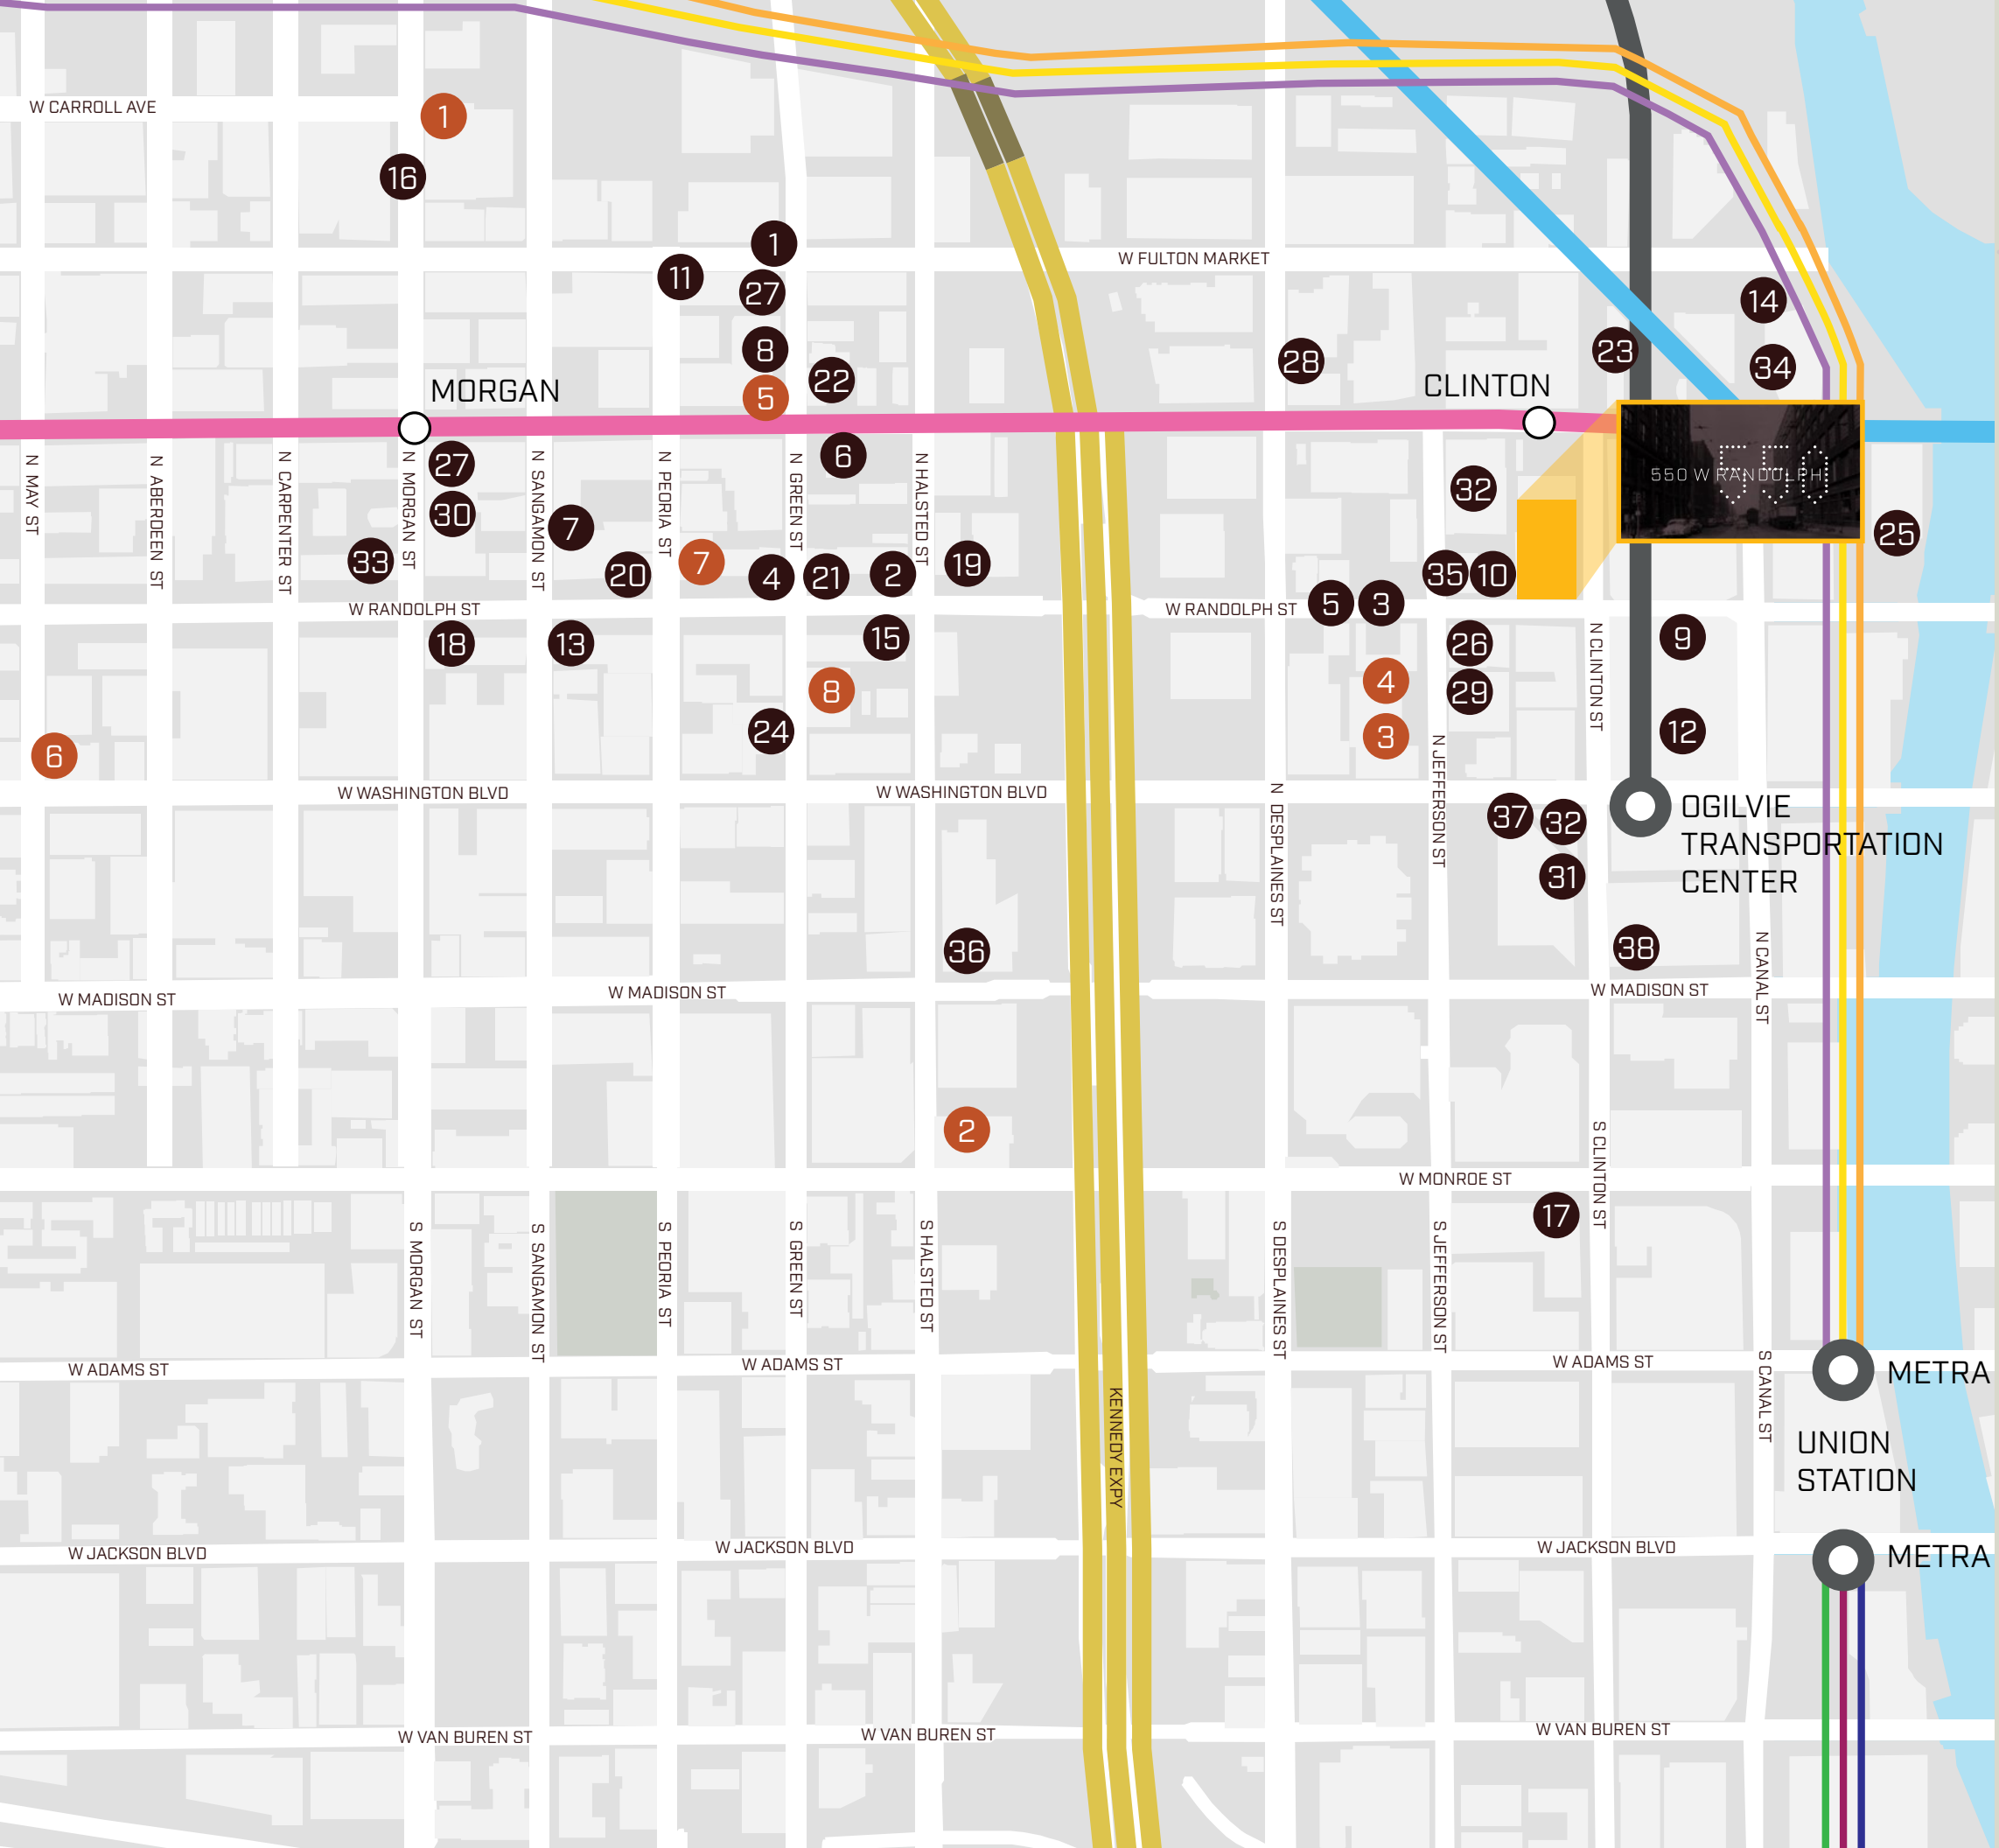 W CARROLL AVE
1
16
1
W FULTON MARKET
11
27
14
8
23
28
34
22
5
MORGAN
CLINTON
6
27
32
550
550 W RANDOLPH
N MAY ST
N ABERDEEN ST
N CARPENTER ST
N MORGAN ST
N SANGAMON ST
N PEORIA ST
N GREEN ST
N HALSTED ST
30
7
25
33
7
19
20
4
21
2
35
10
5
3
W RANDOLPH ST
W RANDOLPH ST
18
13
15
26
9
N CLINTON ST
8
4
29
24
3
12
6
W WASHINGTON BLVD
W WASHINGTON BLVD
N DESPLAINES ST
N JEFFERSON ST
37
32
OGILVIE
TRANSPORTATION
CENTER
31
36
38
N CANAL ST
W MADISON ST
W MADISON ST
W MADISON ST
2
S CLINTON ST
W MONROE ST
17
S MORGAN ST
S SANGAMON ST
S PEORIA ST
S GREEN ST
S HALSTED ST
S DESPLAINES ST
S JEFFERSON ST
W ADAMS ST
W ADAMS ST
W ADAMS ST
S CANAL ST
METRA
KENNEDY EXPY
UNION
STATION
W JACKSON BLVD
W JACKSON BLVD
W JACKSON BLVD
METRA
W VAN BUREN ST
W VAN BUREN ST
W VAN BUREN ST